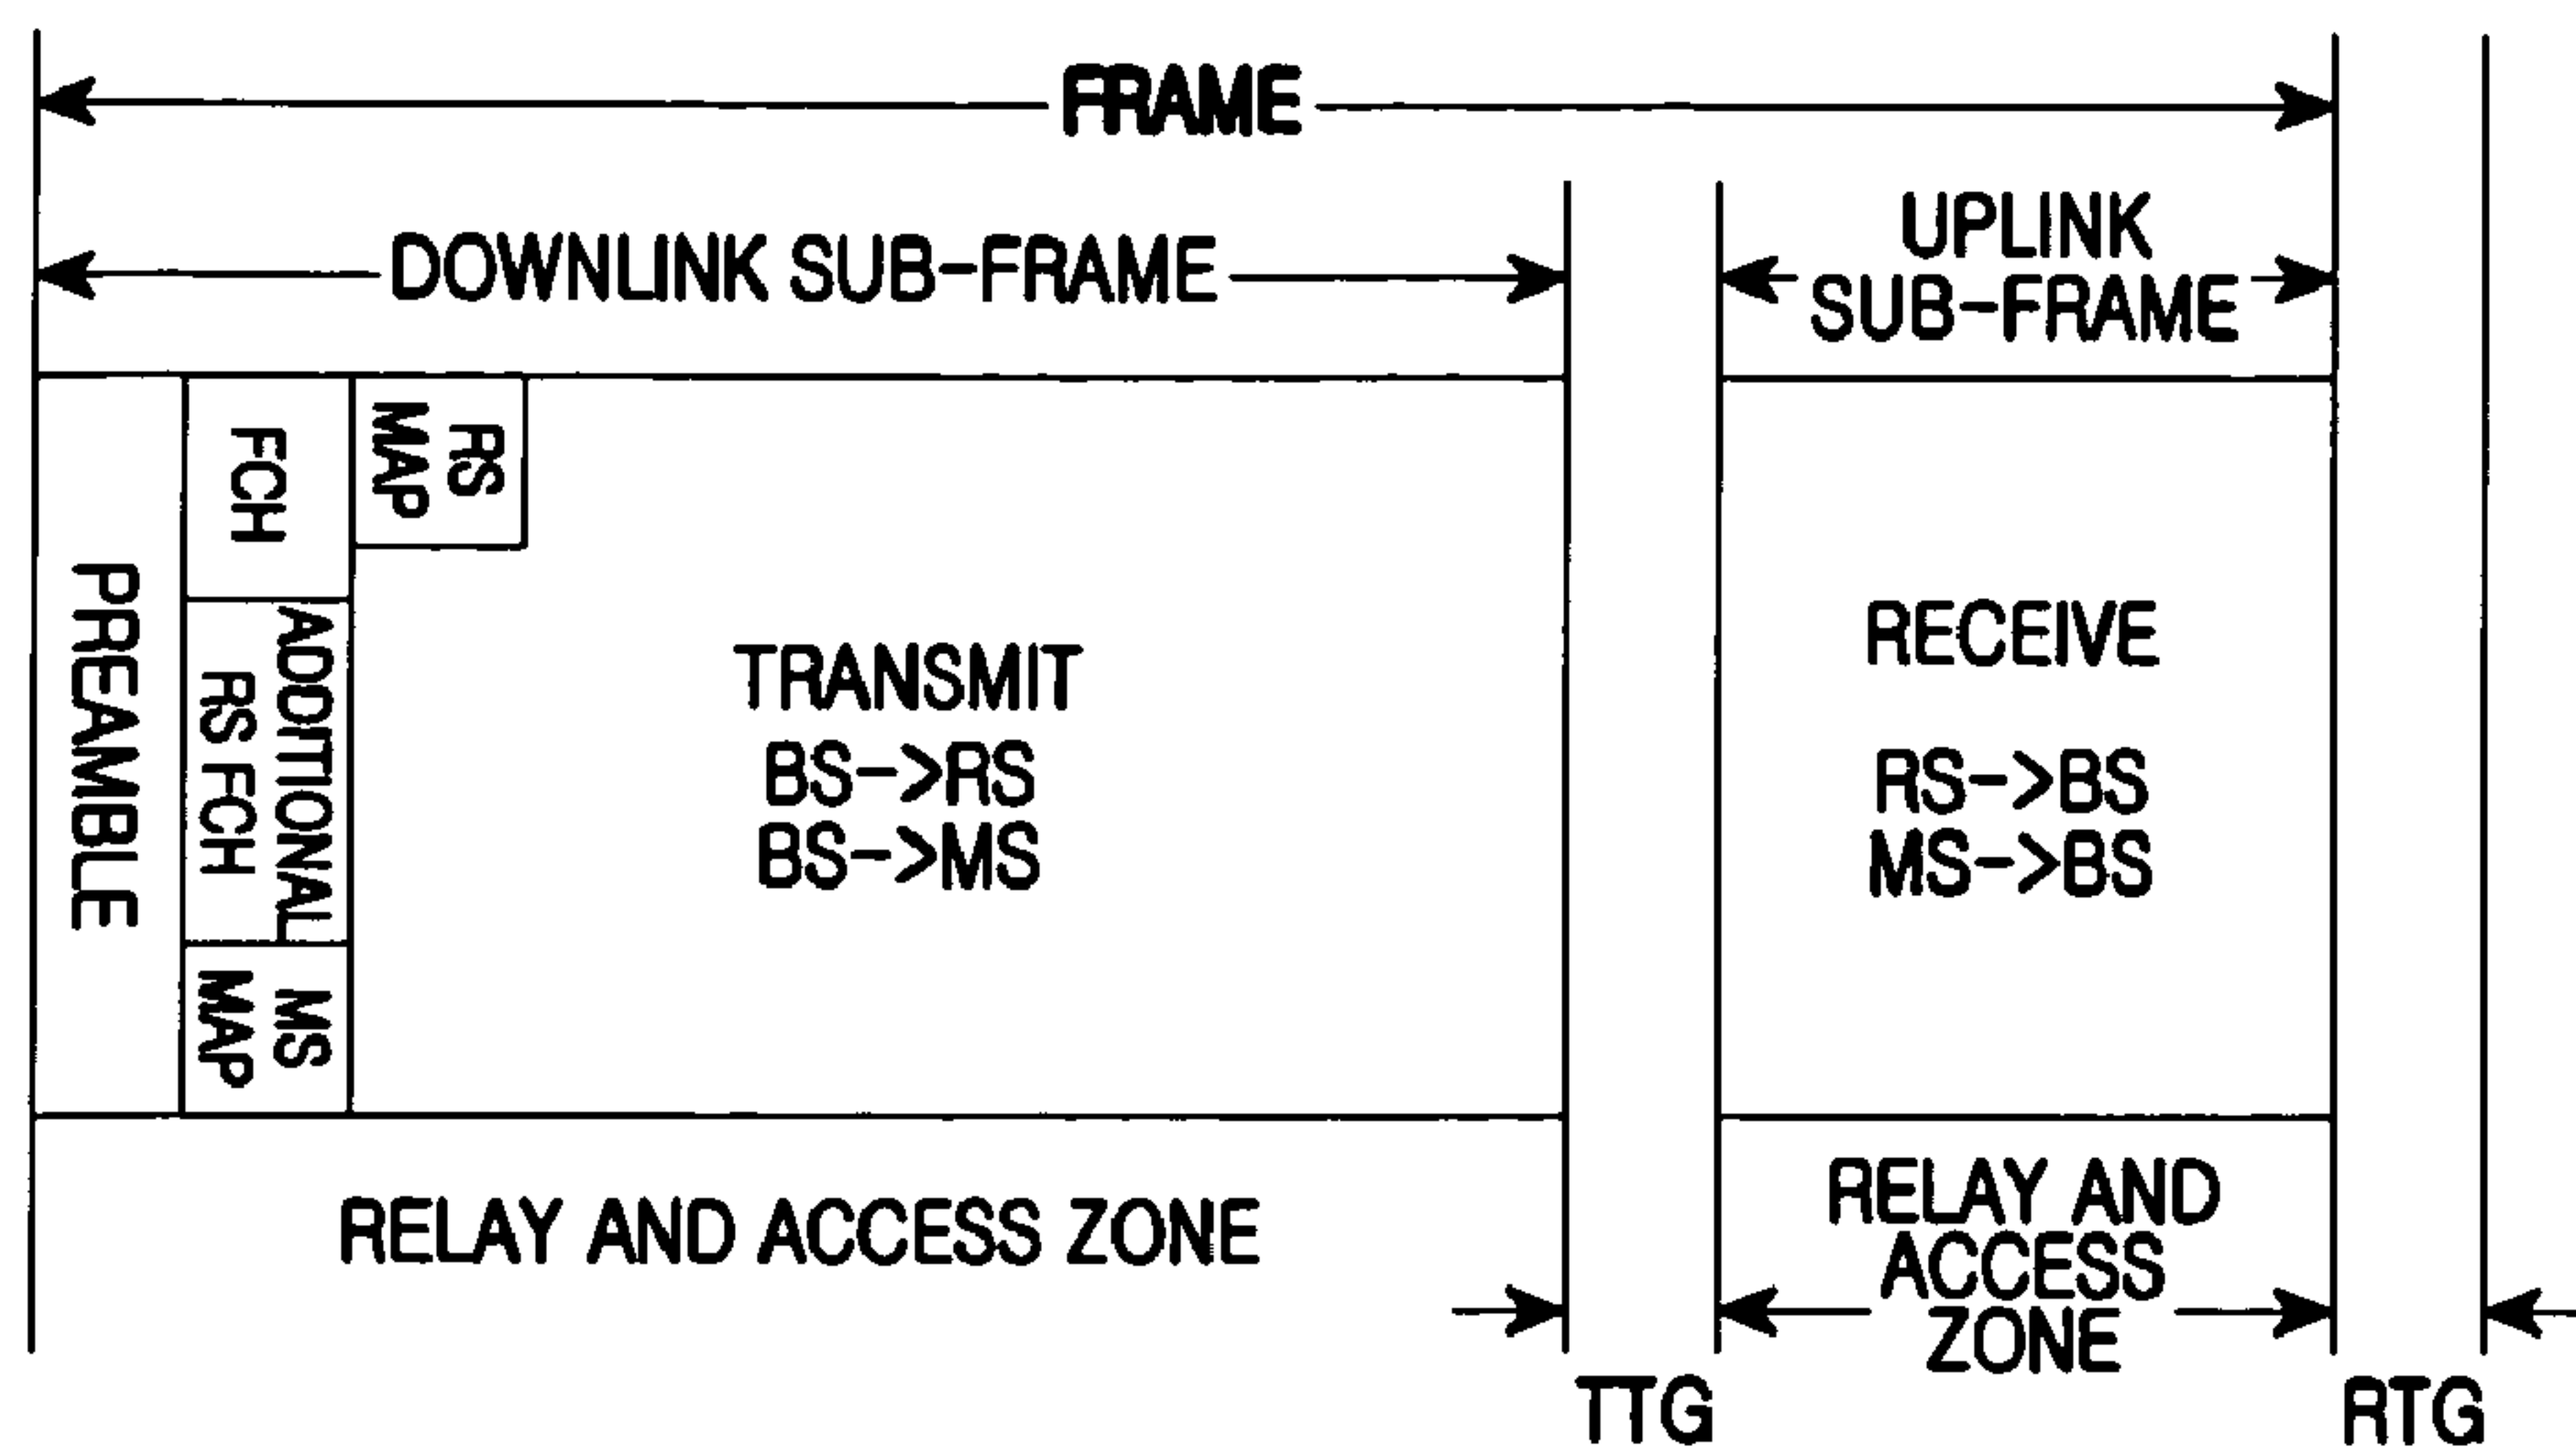 FRAME
DOWNLINK SUB-FRAME
UPLINK
SUB-FRAME
PREAMBLE
FCH
ADDITIONAL
RS FCH
MS
MAP
RS
MAP
TRANSMIT
BS->RS
BS->MS
RECEIVE
RS->BS
MS->BS
RELAY AND ACCESS ZONE
RELAY AND
ACCESS
ZONE
TTG
RTG